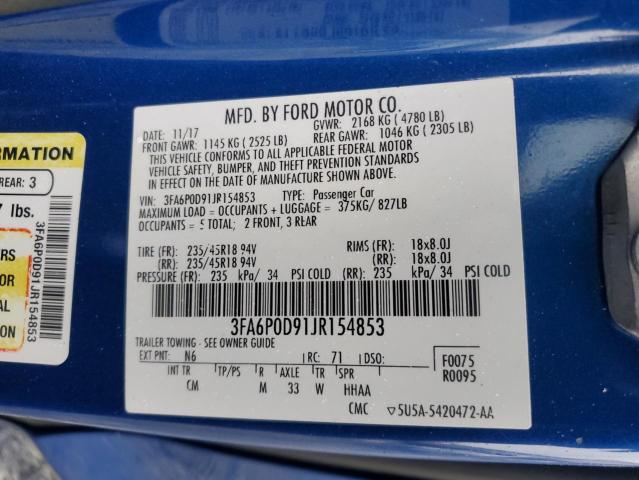 MFD. BY FORD MOTOR CO.
DATE: 11/17 GVWR: 2168 KG ( 4780 LB)
FRONT GAWR: 1145 KG ( 2525 LB) REAR GAWR: 1046 KG ( 2305 LB)
THIS VEHICLE CONFORMS TO ALL APPLICABLE FEDERAL MOTOR
VEHICLE SAFETY, BUMPER, AND THEFT PREVENTION STANDARDS
IN EFFECT ON THE DATE OF MANUFACTURE SHOWN ABOVE.
VIN: 3FA6P0D91JR154853 TYPE: Passenger Car
MAXIMUM LOAD = OCCUPANTS + LUGGAGE = 375KG/ 827LB
OCCUPANTS = 5 TOTAL; 2 FRONT, 3 REAR
TIRE (FR): 235/45R18 94V RIMS (FR): 18x8.0J
(RR): 235/45R18 94V (RR): 18x8.0J
PRESSURE (FR): 235 kPa/ 34 PSI COLD (RR): 235 kPa/ 34 PSI COLD
3FA6P0D91JR154853
TRAILER TOWING - SEE OWNER GUIDE
EXT PNT: N6 RC: 71 DSO:
INT TR TP/PS R AXLE TR SPR
CM M 33 W HHAA
F0075
R0095
CMC ▽5U5A-5420472-AA
ORMATION
REAR: 3
7 lbs.
ERS
OR
AL
ON
3FA6P0D91JR154853